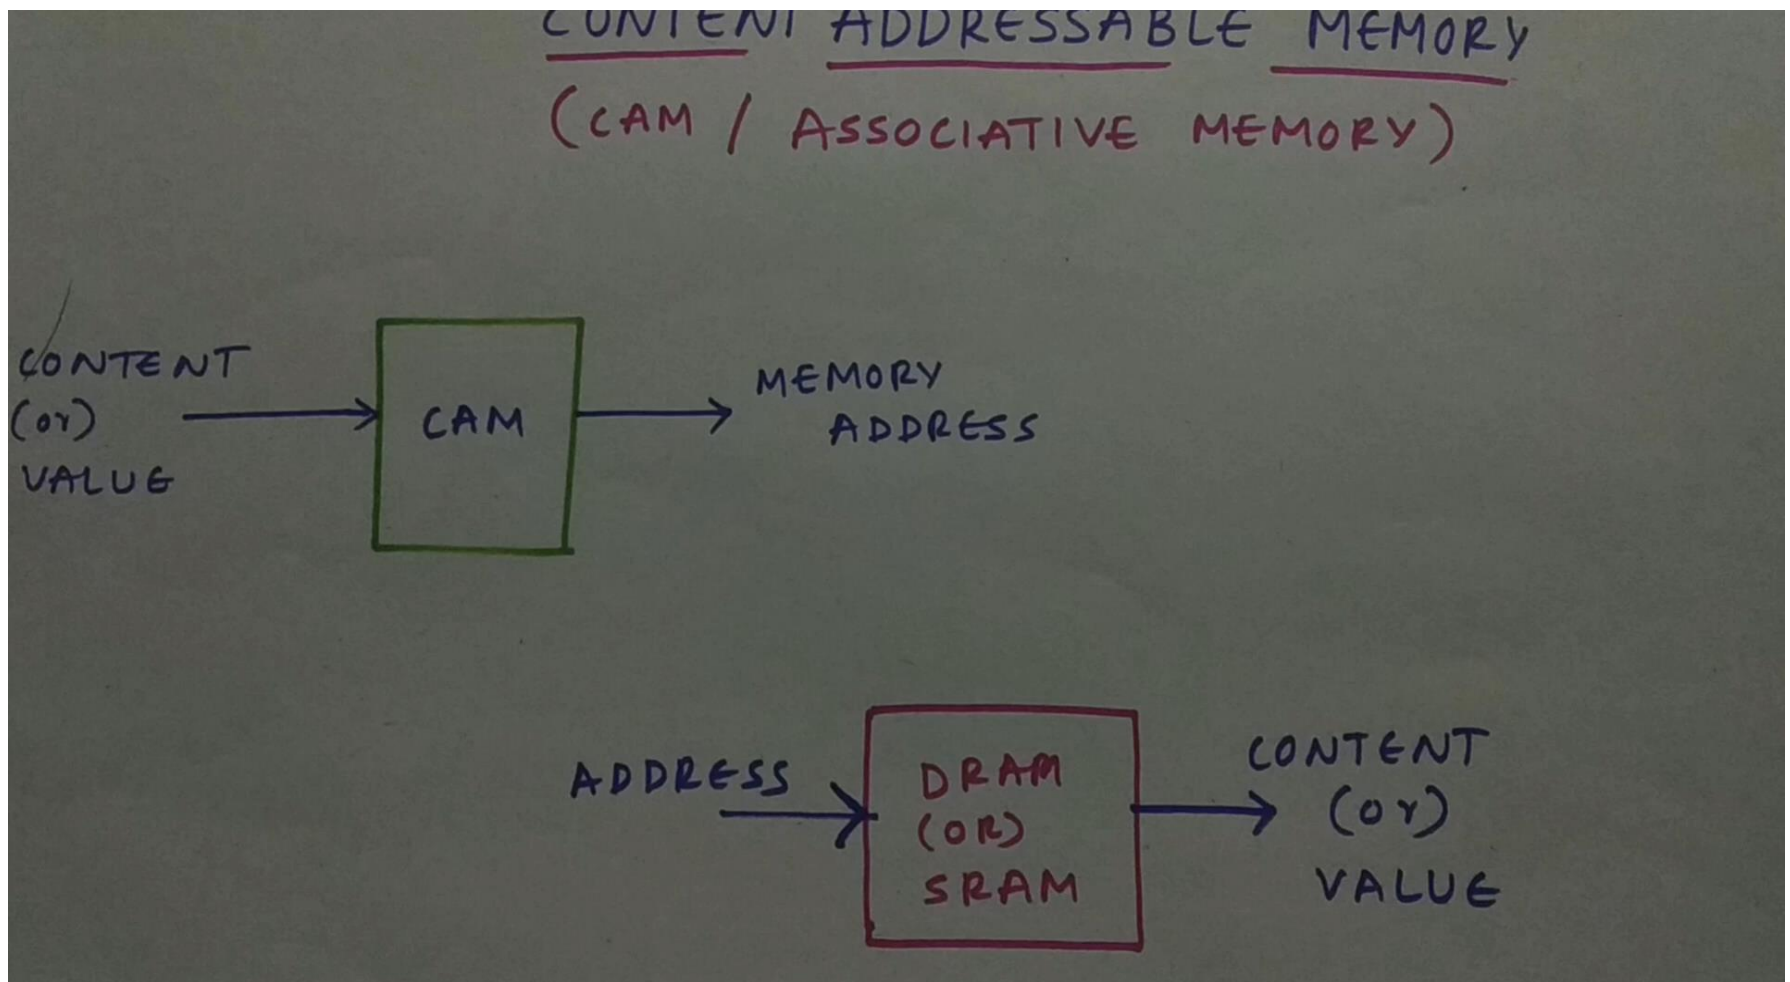 CONTENT ADDRESSABLE MEMORY
(CAM / ASSOCIATIVE MEMORY)
CONTENT
(or)
VALUE
CAM
MEMORY
ADDRESS
ADDRESS
DRAM
(OR)
SRAM
CONTENT
(or)
VALUE